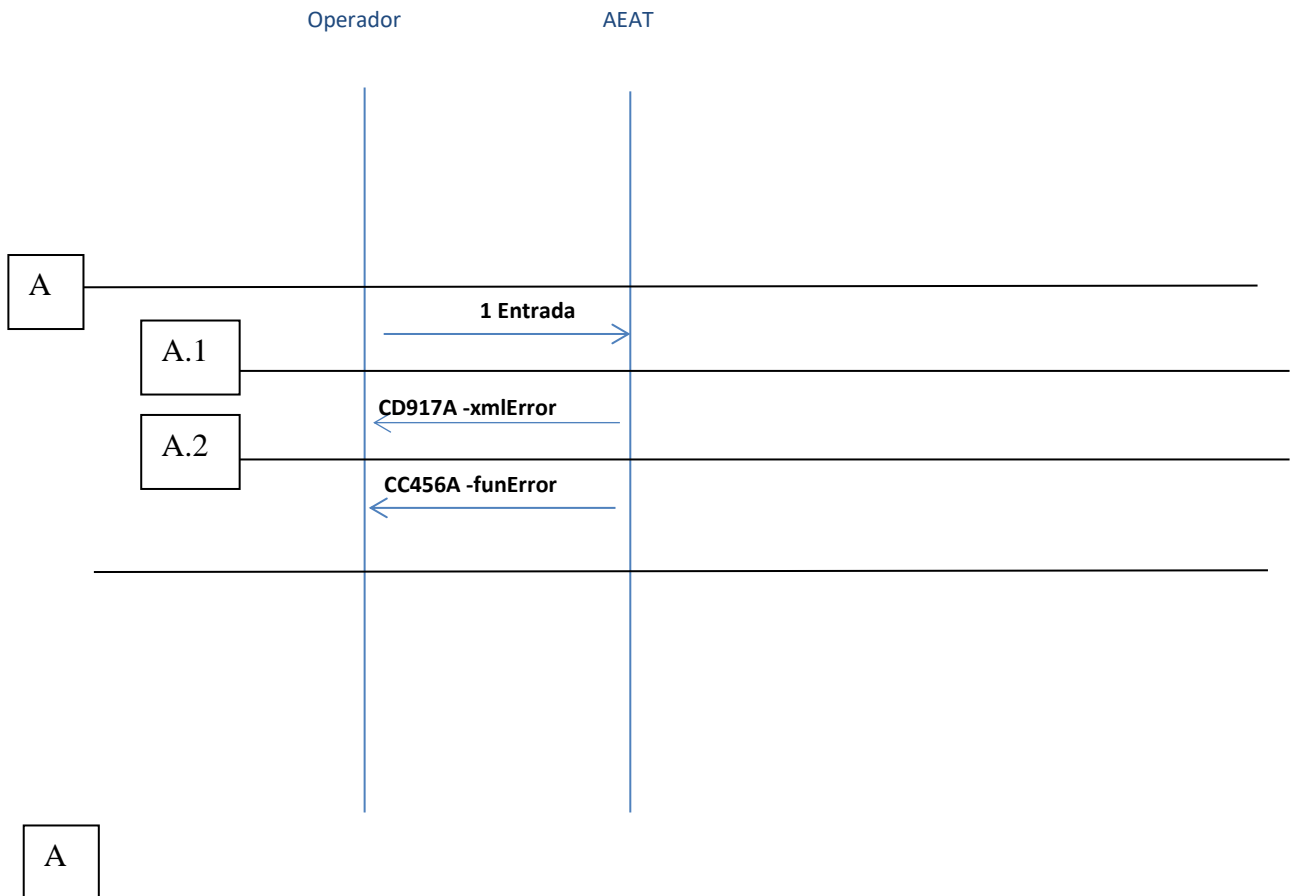 Operador AEAT
A
1 Entrada
A.1
CD917A -xmlError
A.2
CC456A -funError
A